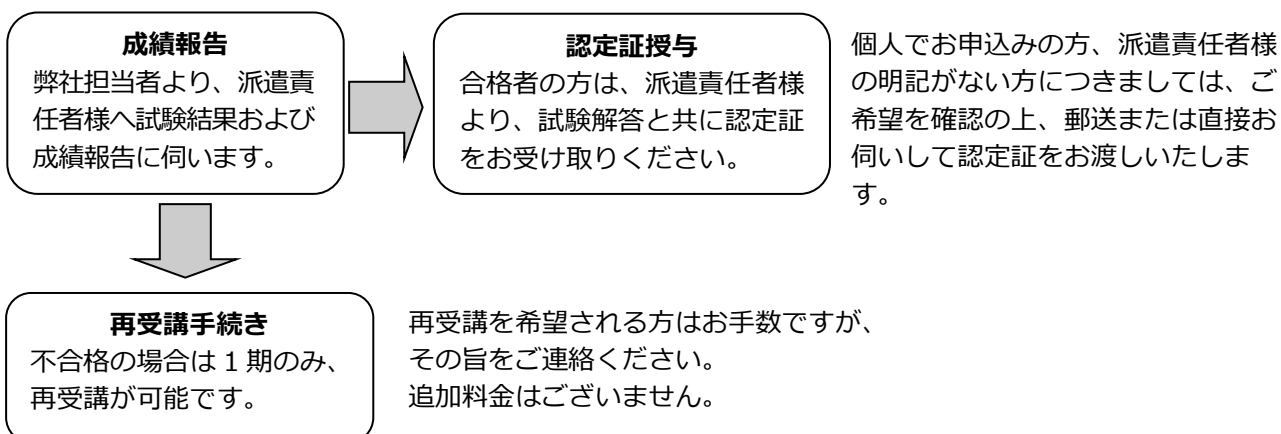 成績報告
弊社担当者より、派遣責
任者様へ試験結果および
成績報告に伺います。
認定証授与
合格者の方は、派遣責任者様
より、試験解答と共に認定証
をお受け取りください。
個人でお申込みの方、派遣責任者様
の明記がない方につきましては、ご
希望を確認の上、郵送または直接お
伺いして認定証をお渡しいたしま
す。
再受講手続き
不合格の場合は 1 期のみ、
再受講が可能です。
再受講を希望される方はお手数ですが、
その旨をご連絡ください。
追加料金はございません。